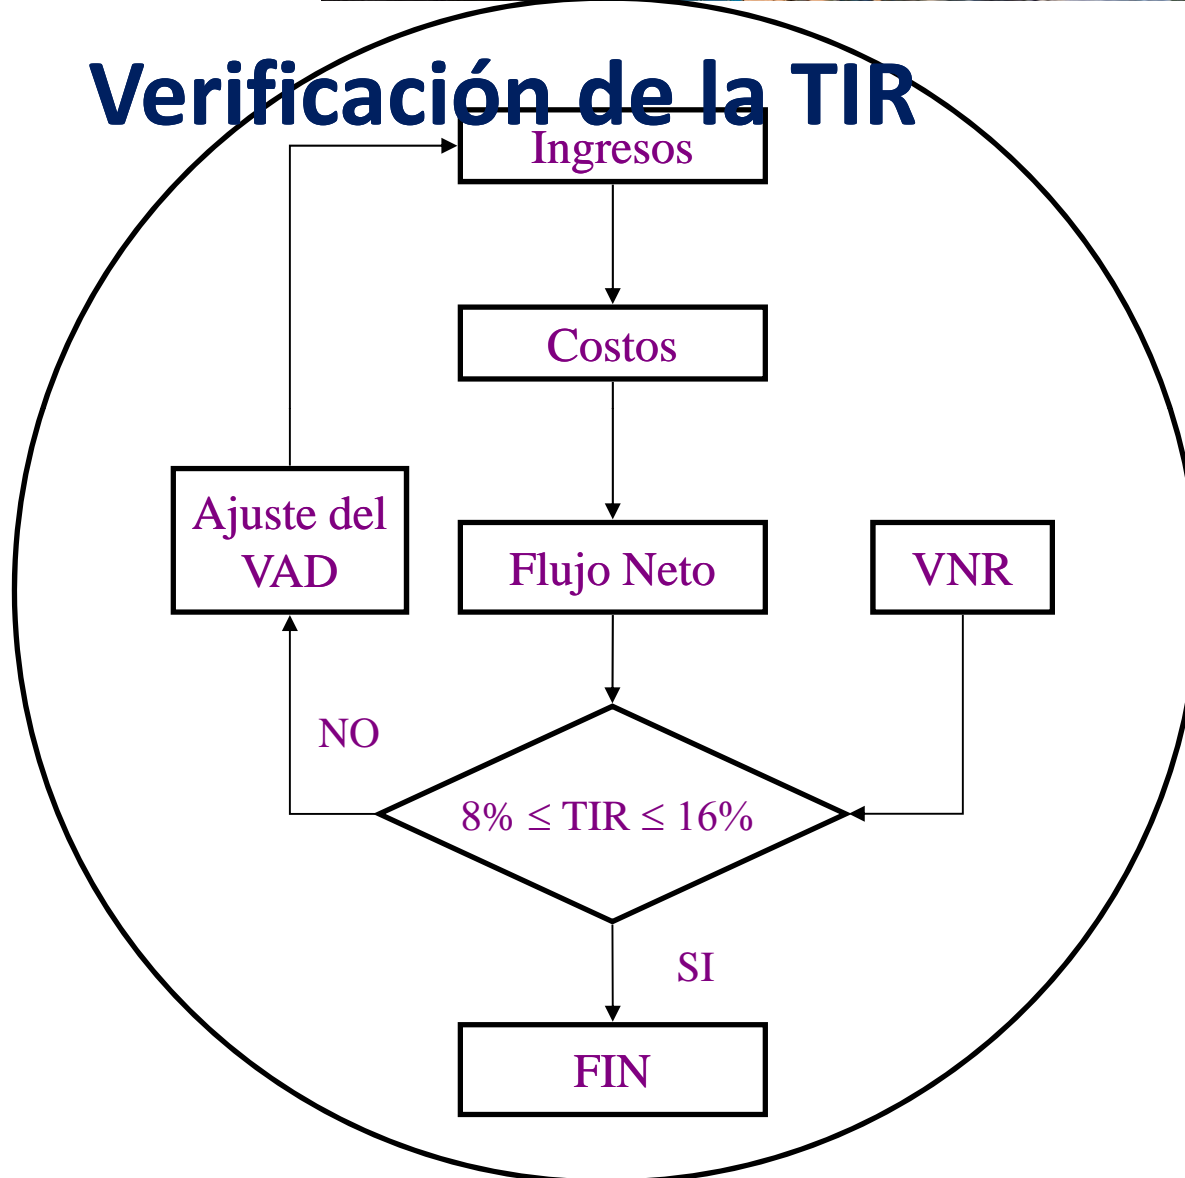 Verificación de la TIR
Ingresos
Costos
Ajuste del
VAD
Flujo Neto
VNR
NO
8% ≤ TIR ≤ 16%
SI
FIN